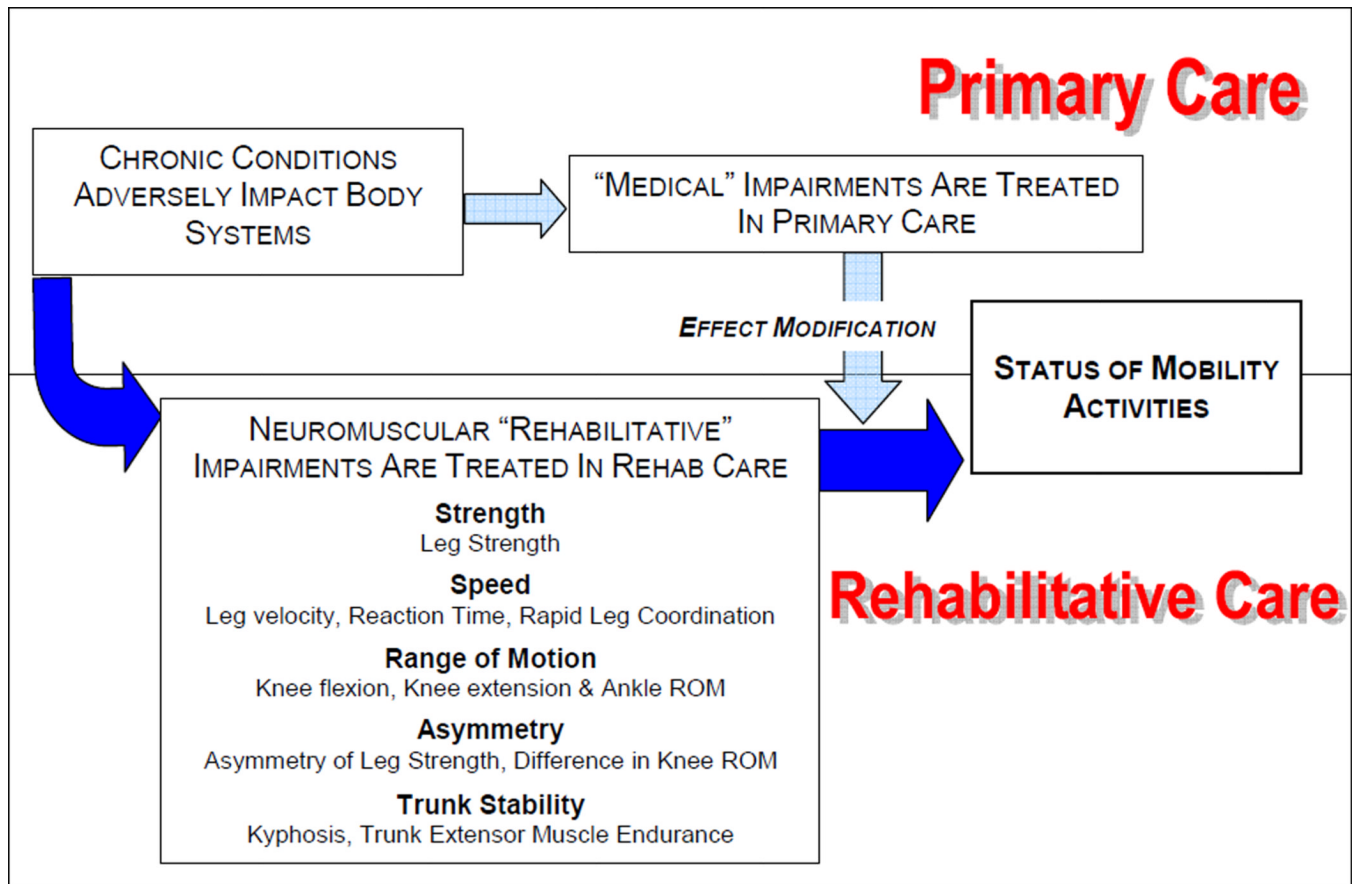 Primary Care
CHRONIC CONDITIONS
ADVERSELY IMPACT BODY
SYSTEMS
“MEDICAL” IMPAIRMENTS ARE TREATED
IN PRIMARY CARE
EFFECT MODIFICATION
STATUS OF MOBILITY
ACTIVITIES
NEUROMUSCULAR “REHABILITATIVE”
IMPAIRMENTS ARE TREATED IN REHAB CARE
Strength
Leg Strength
Speed
Leg velocity, Reaction Time, Rapid Leg Coordination
Range of Motion
Knee flexion, Knee extension & Ankle ROM
Asymmetry
Asymmetry of Leg Strength, Difference in Knee ROM
Trunk Stability
Kyphosis, Trunk Extensor Muscle Endurance
Rehabilitative Care